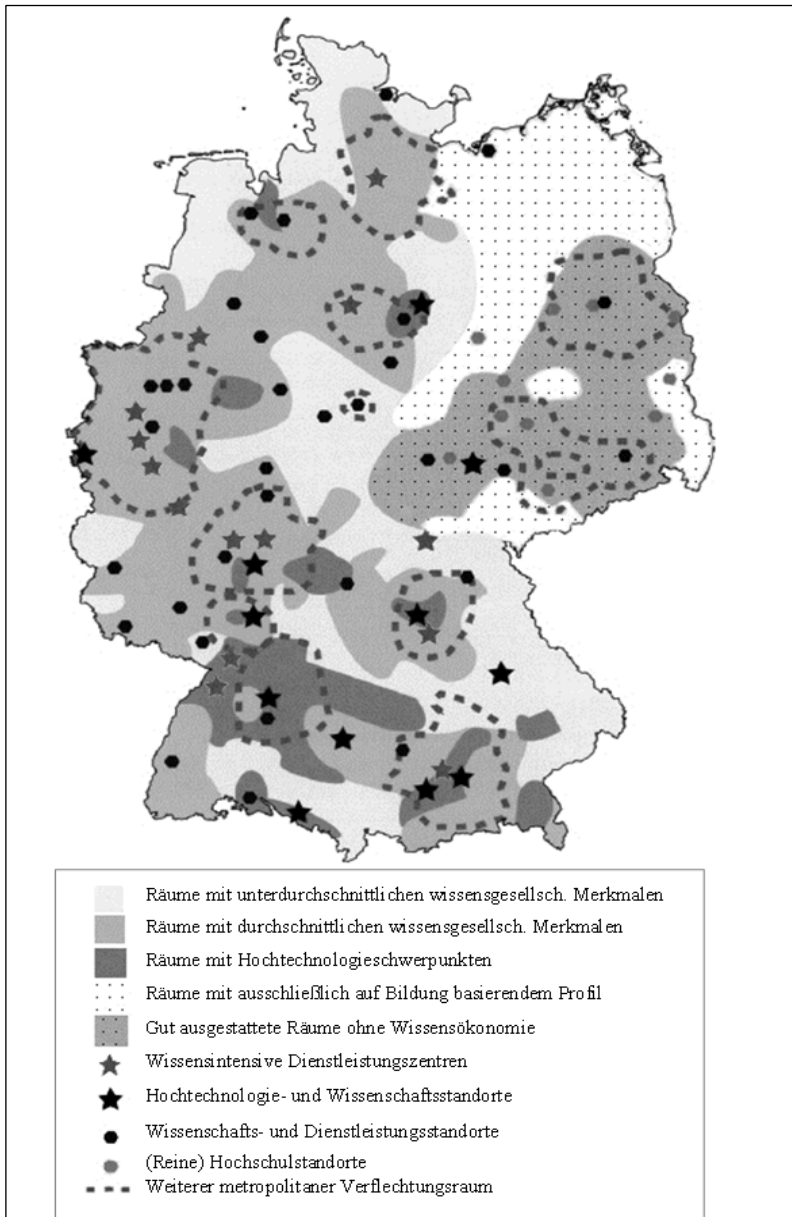 Räume mit unterdurchschnittlichen wissensgesellsch. Merkmalen
Räume mit durchschnittlichen wissensgesellsch. Merkmalen
Räume mit Hochtechnologieschwerpunkten
Räume mit ausschließlich auf Bildung basierendem Profil
Gut ausgestattete Räume ohne Wissensökonomie
Wissensintensive Dienstleistungszentren
Hochtechnologie- und Wissenschaftsstandorte
Wissenschafts- und Dienstleistungsstandorte
(Reine) Hochschulstandorte
Weiterer metropolitaner Verflechtungsraum